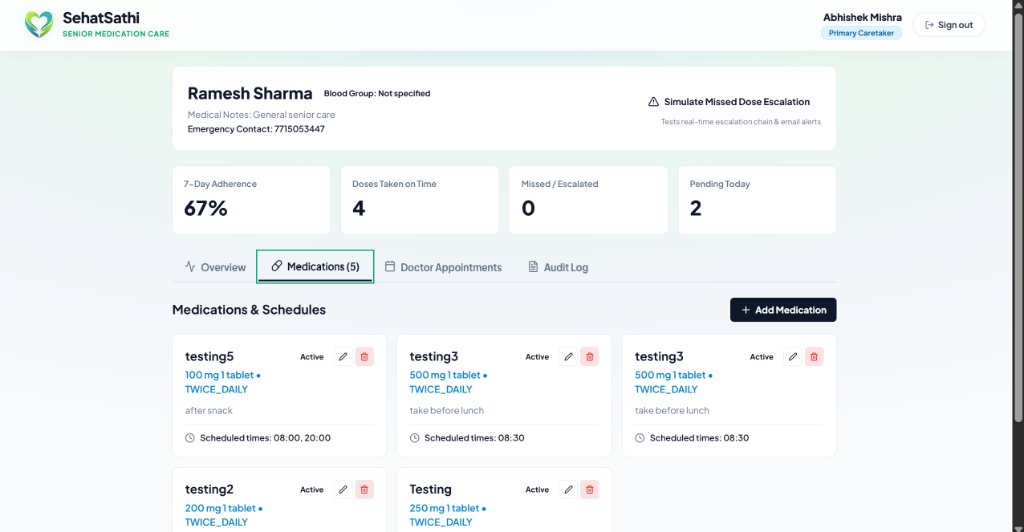 SehatSathi
SENIOR MEDICATION CARE
Abhishek Mishra
Primary Caretaker
Sign out
Ramesh Sharma
Blood Group: Not specified
Medical Notes: General senior care
Emergency Contact: 7715053447
Simulate Missed Dose Escalation
Tests real-time escalation chain & email alerts
7-Day Adherence
67%
Doses Taken on Time
4
Missed / Escalated
0
Pending Today
2
Overview
Medications (5)
Doctor Appointments
Audit Log
Medications & Schedules
+ Add Medication
testing5
Active
100 mg 1 tablet •
TWICE_DAILY
after snack
Scheduled times: 08:00, 20:00
testing3
Active
500 mg 1 tablet •
TWICE_DAILY
take before lunch
Scheduled times: 08:30
testing3
Active
500 mg 1 tablet •
TWICE_DAILY
take before lunch
Scheduled times: 08:30
testing2
Active
200 mg 1 tablet •
TWICE_DAILY
Testing
Active
250 mg 1 tablet •
TWICE_DAILY